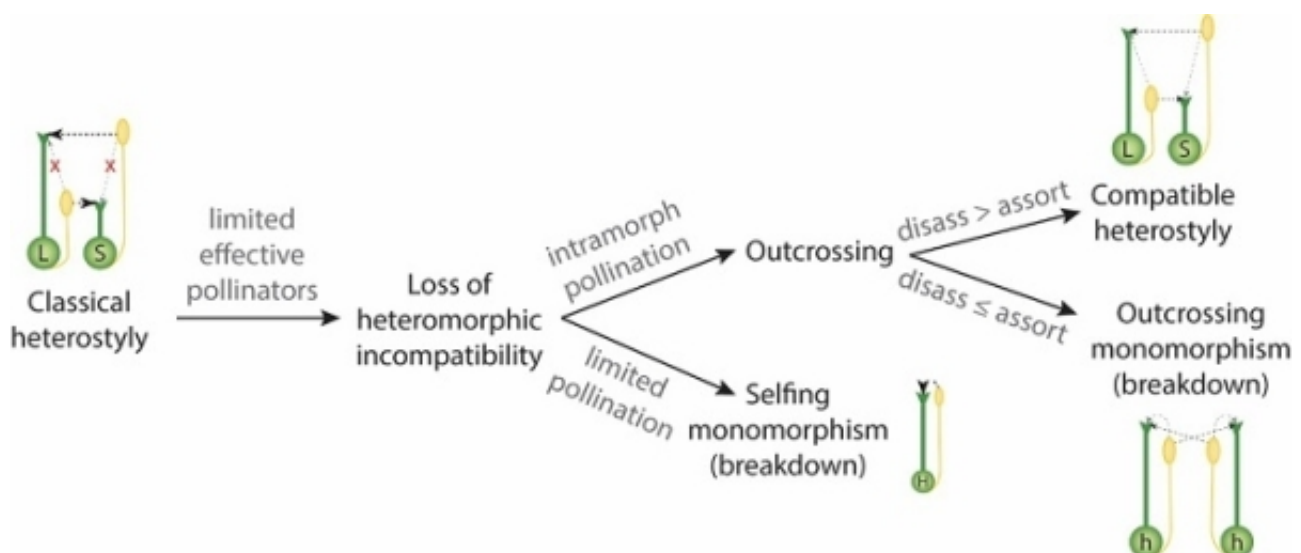 L
S
x
x
Classical
heterostyly
limited
effective
pollinators
Loss of
heteromorphic
incompatibility
intramorph
pollination
limited
pollination
Outcrossing
Selfing
monomorphism
(breakdown)
H
disass > assort
disass ≤ assort
L
S
Compatible
heterostyly
Outcrossing
monomorphism
(breakdown)
h
h